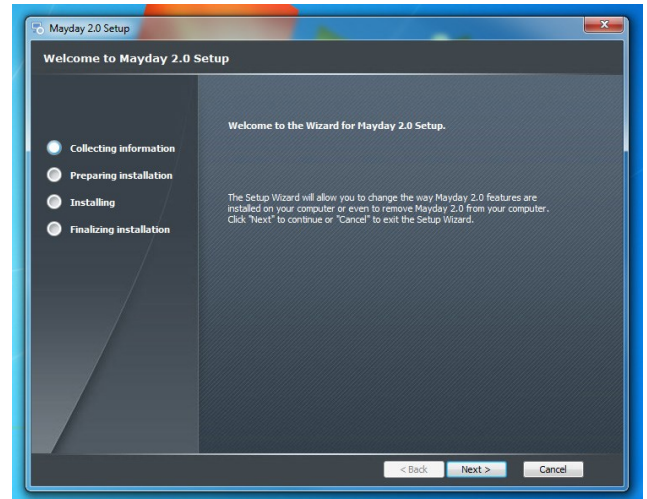 Mayday 2.0 Setup
Welcome to Mayday 2.0 Setup
Welcome to the Wizard for Mayday 2.0 Setup.
Collecting information
Preparing installation
Installing
Finalizing installation
The Setup Wizard will allow you to change the way Mayday 2.0 features are
installed on your computer or even to remove Mayday 2.0 from your computer.
Click "Next" to continue or "Cancel" to exit the Setup Wizard.
< Back Next > Cancel